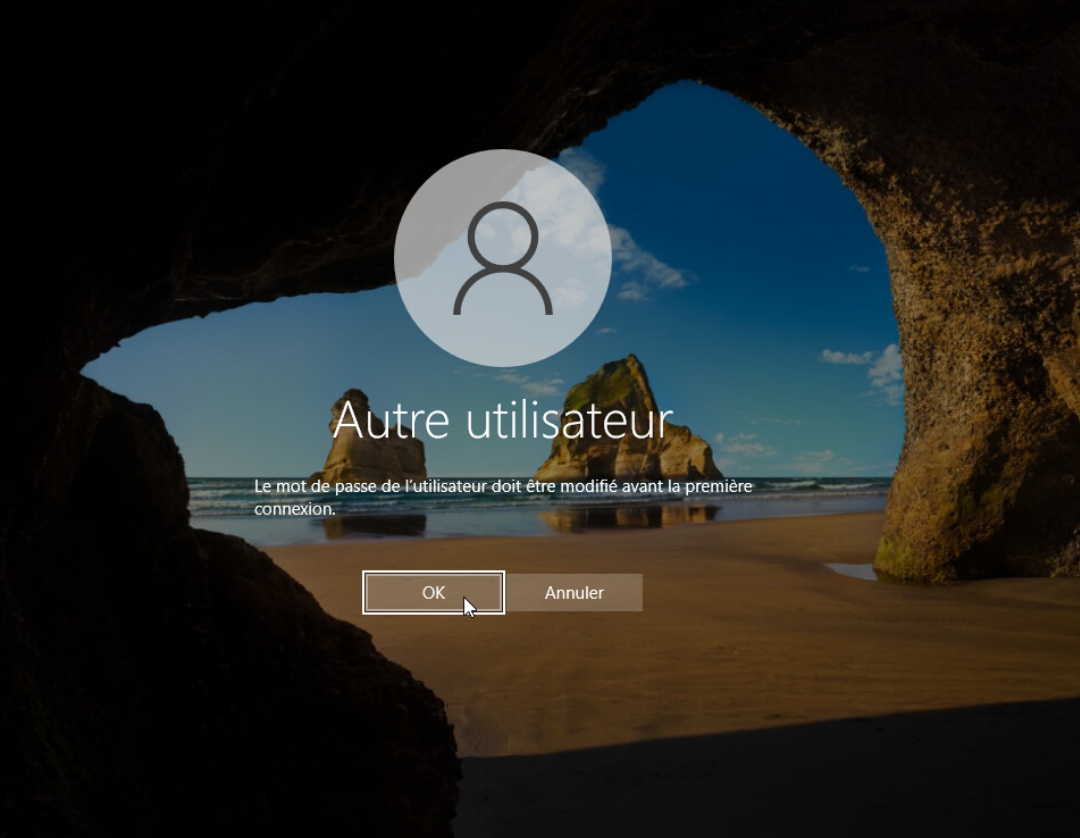 Autre utilisateur
Le mot de passe de l'utilisateur doit être modifié avant la première
connexion.
OK
Annuler